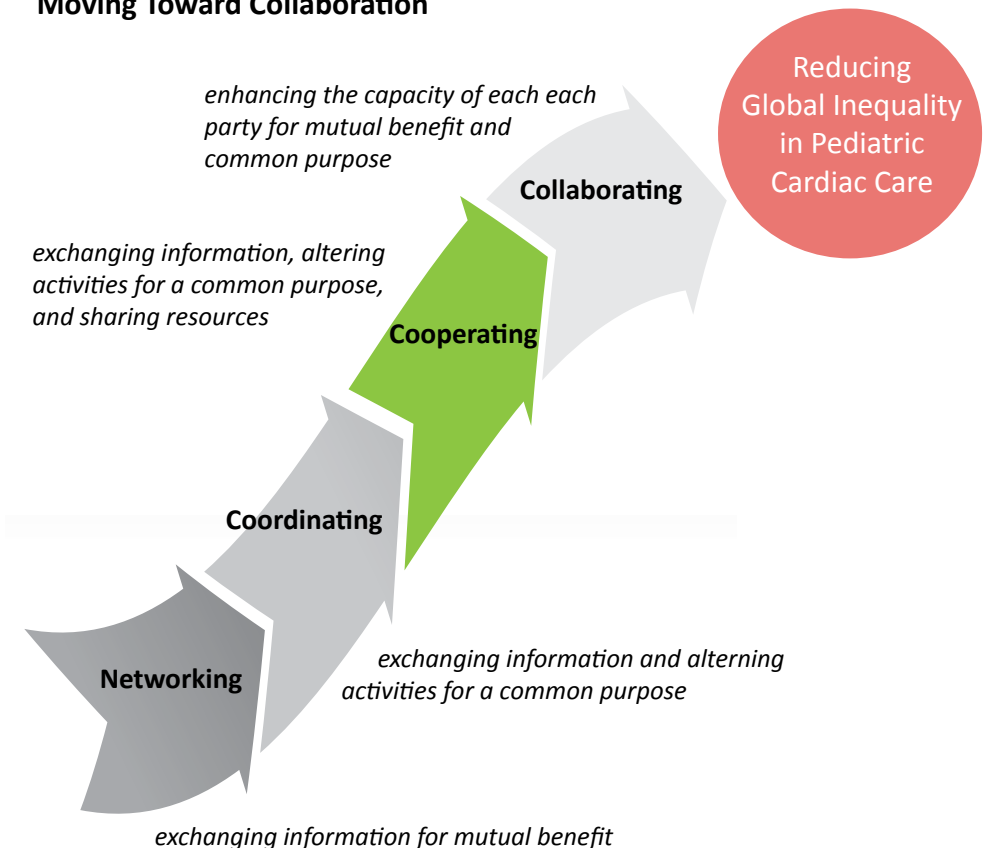 Moving Toward Collaboration
Reducing
Global Inequality
in Pediatric
Cardiac Care
enhancing the capacity of each each
party for mutual benefit and
common purpose
Collaborating
exchanging information, altering
activities for a common purpose,
and sharing resources
Cooperating
Coordinating
exchanging information and alterning
activities for a common purpose
Networking
exchanging information for mutual benefit